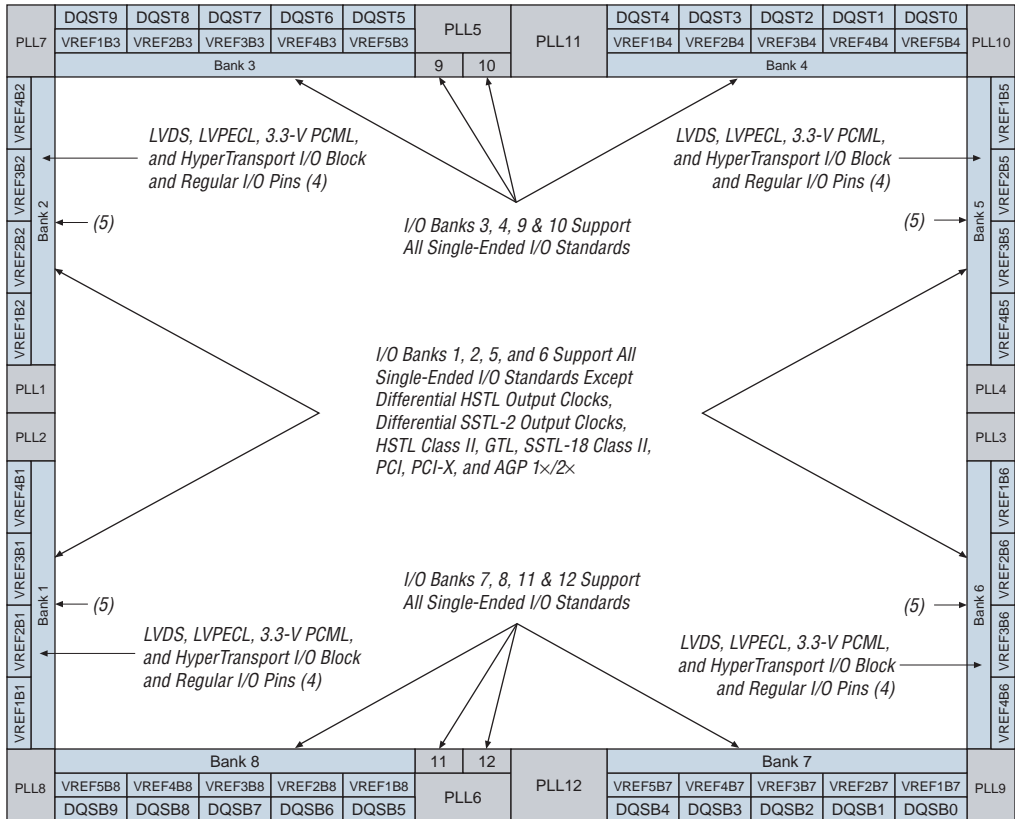 PLL7
DQST9 DQST8 DQST7 DQST6 DQST5
VREF1B3 VREF2B3 VREF3B3 VREF4B3 VREF5B3
Bank 3
PLL5
9 10
PLL11
DQST4 DQST3 DQST2 DQST1 DQST0
VREF1B4 VREF2B4 VREF3B4 VREF4B4 VREF5B4
Bank 4
PLL10
VREF4B2
VREF3B2
VREF2B2
VREF1B2
Bank 2
LVDS, LVPECL, 3.3-V PCML,
and HyperTransport I/O Block
and Regular I/O Pins (4)
(5)
I/O Banks 3, 4, 9 & 10 Support
All Single-Ended I/O Standards
LVDS, LVPECL, 3.3-V PCML,
and HyperTransport I/O Block
and Regular I/O Pins (4)
(5)
Bank 5
VREF1B5
VREF2B5
VREF3B5
VREF4B5
PLL1
PLL2
I/O Banks 1, 2, 5, and 6 Support All
Single-Ended I/O Standards Except
Differential HSTL Output Clocks,
Differential SSTL-2 Output Clocks,
HSTL Class II, GTL, SSTL-18 Class II,
PCI, PCI-X, and AGP 1×/2×
PLL4
PLL3
VREF4B1
VREF3B1
VREF2B1
VREF1B1
Bank 1
(5)
LVDS, LVPECL, 3.3-V PCML,
and HyperTransport I/O Block
and Regular I/O Pins (4)
I/O Banks 7, 8, 11 & 12 Support
All Single-Ended I/O Standards
(5)
LVDS, LVPECL, 3.3-V PCML,
and HyperTransport I/O Block
and Regular I/O Pins (4)
Bank 6
VREF1B6
VREF2B6
VREF3B6
VREF4B6
PLL8
Bank 8
VREF5B8 VREF4B8 VREF3B8 VREF2B8 VREF1B8
DQSB9 DQSB8 DQSB7 DQSB6 DQSB5
11 12
PLL6
PLL12
Bank 7
VREF5B7 VREF4B7 VREF3B7 VREF2B7 VREF1B7
DQSB4 DQSB3 DQSB2 DQSB1 DQSB0
PLL9